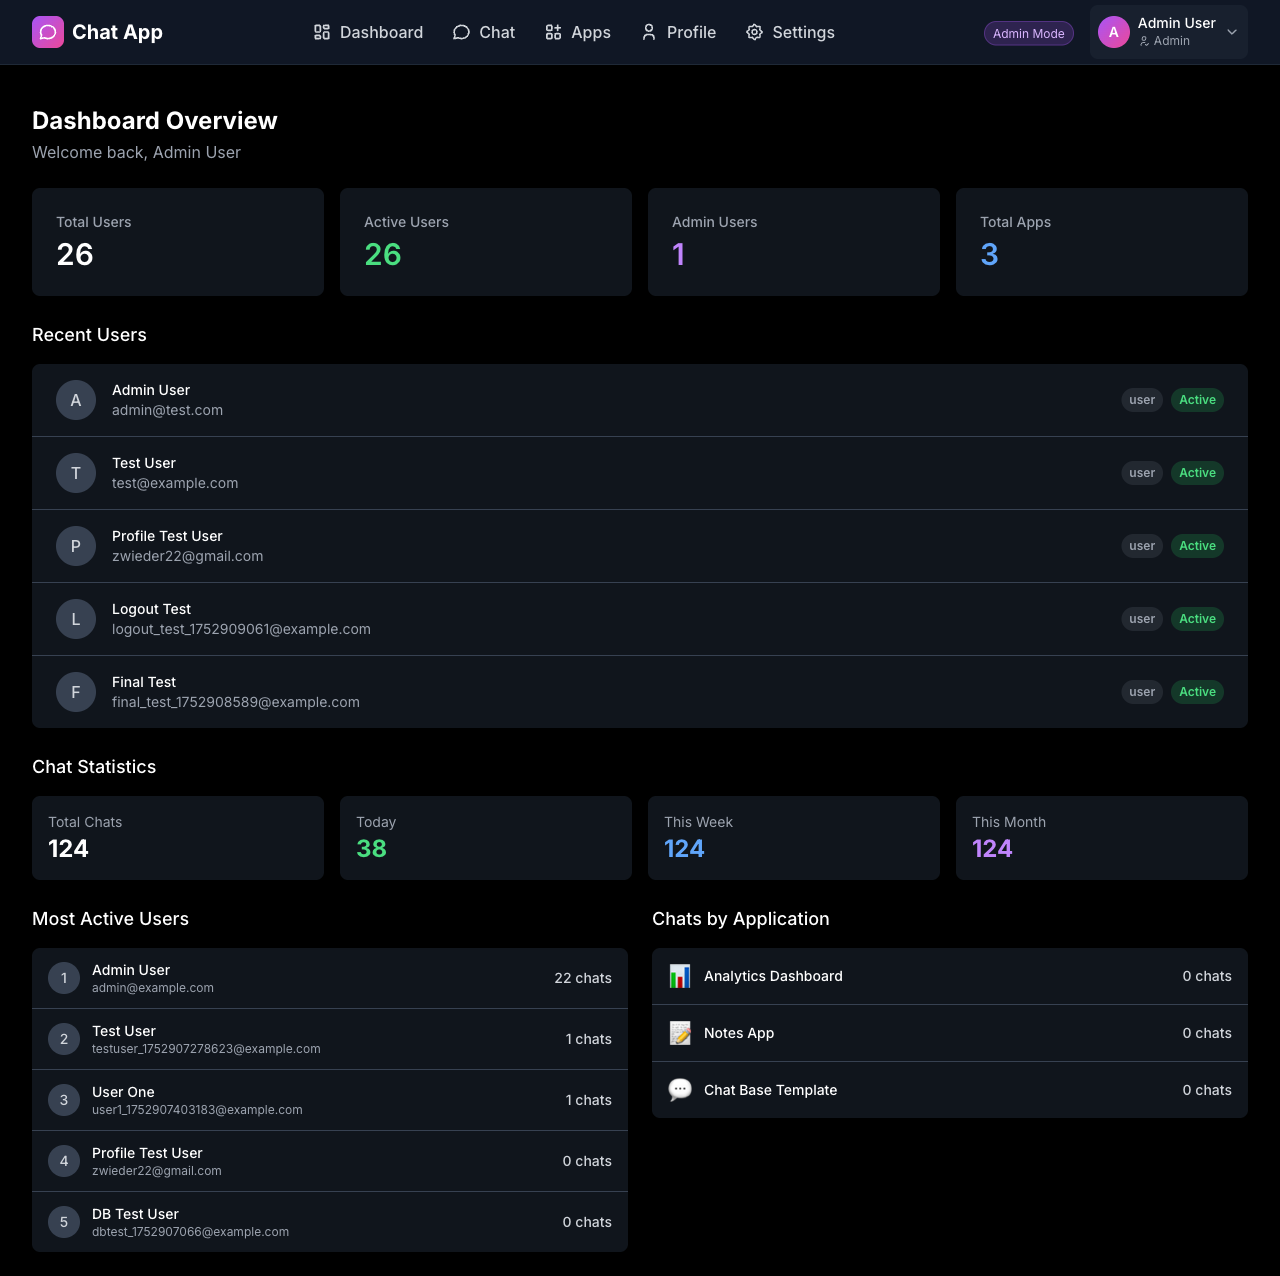 Chat App
Dashboard
Chat
Apps
Profile
Settings
Admin Mode
A
Admin User
Admin
Dashboard Overview
Welcome back, Admin User
Total Users
26
Active Users
26
Admin Users
1
Total Apps
3
Recent Users
A
Admin User
admin@test.com
user
Active
T
Test User
test@example.com
user
Active
P
Profile Test User
zwieder22@gmail.com
user
Active
L
Logout Test
logout_test_1752909061@example.com
user
Active
F
Final Test
final_test_1752908589@example.com
user
Active
Chat Statistics
Total Chats
124
Today
38
This Week
124
This Month
124
Most Active Users
1
Admin User
admin@example.com
22 chats
2
Test User
testuser_1752907278623@example.com
1 chats
3
User One
user1_1752907403183@example.com
1 chats
4
Profile Test User
zwieder22@gmail.com
0 chats
5
DB Test User
dbtest_1752907066@example.com
0 chats
Chats by Application
Analytics Dashboard
0 chats
Notes App
0 chats
Chat Base Template
0 chats